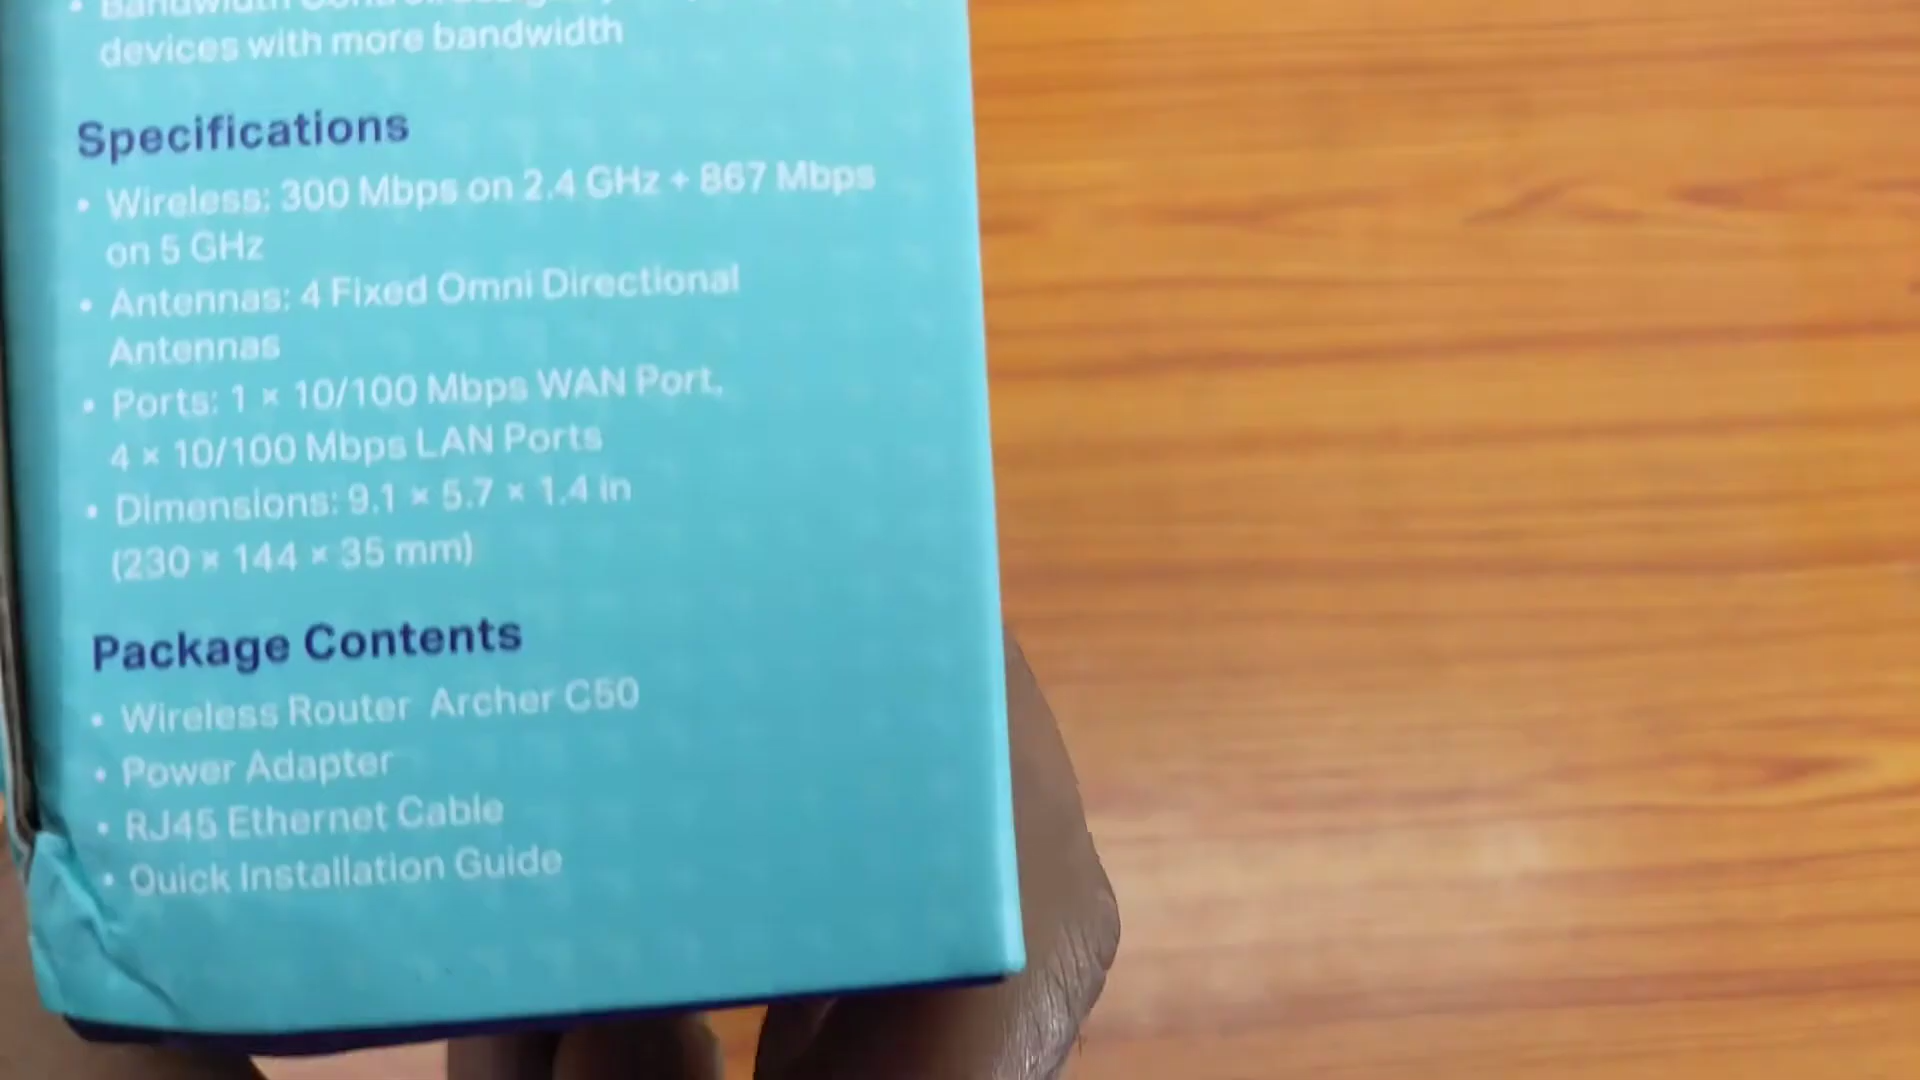 • Bandwidth
devices with more bandwidth
Specifications
• Wireless: 300 Mbps on 2.4 GHz + 867 Mbps
on 5 GHz
• Antennas: 4 Fixed Omni Directional
Antennas
• Ports: 1 × 10/100 Mbps WAN Port,
4 × 10/100 Mbps LAN Ports
• Dimensions: 9.1 × 5.7 × 1.4 in
(230 × 144 × 35 mm)
Package Contents
• Wireless Router Archer C50
• Power Adapter
• RJ45 Ethernet Cable
• Quick Installation Guide